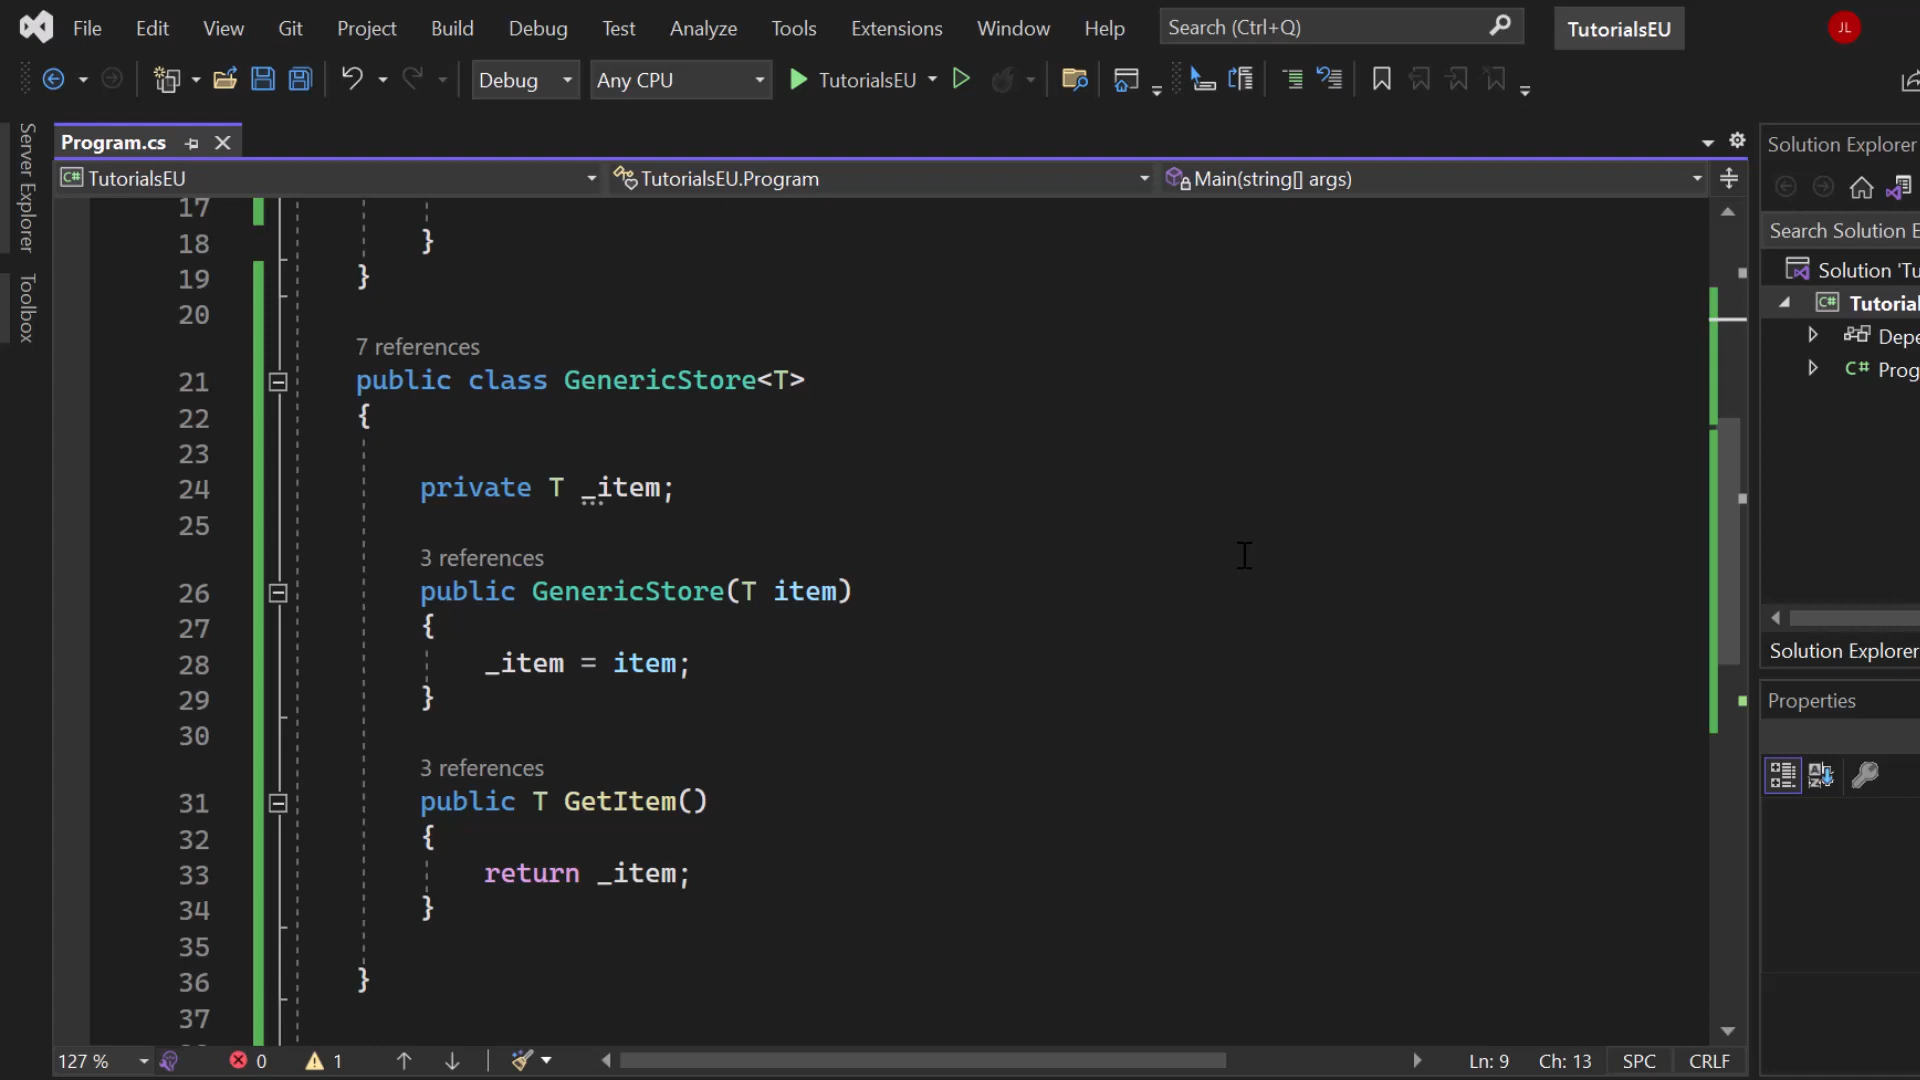 File Edit View Git Project Build Debug Test Analyze Tools Extensions Window Help Search (Ctrl+Q) TutorialsEU JL
Debug Any CPU TutorialsEU
Server Explorer
Toolbox
Program.cs
TutorialsEU TutorialsEU.Program Main(string[] args)
17
18 }
19 }
20
7 references
21 public class GenericStore<T>
22 {
23
24 private T _item;
25
3 references
26 public GenericStore(T item)
27 {
28 _item = item;
29 }
30
3 references
31 public T GetItem()
32 {
33 return _item;
34 }
35
36 }
37
127 % 0 1 Ln: 9 Ch: 13 SPC CRLF
Solution Explorer
Search Solution E
Solution 'Tu
C# Tutorial
Depe
C# Prog
Solution Explorer
Properties